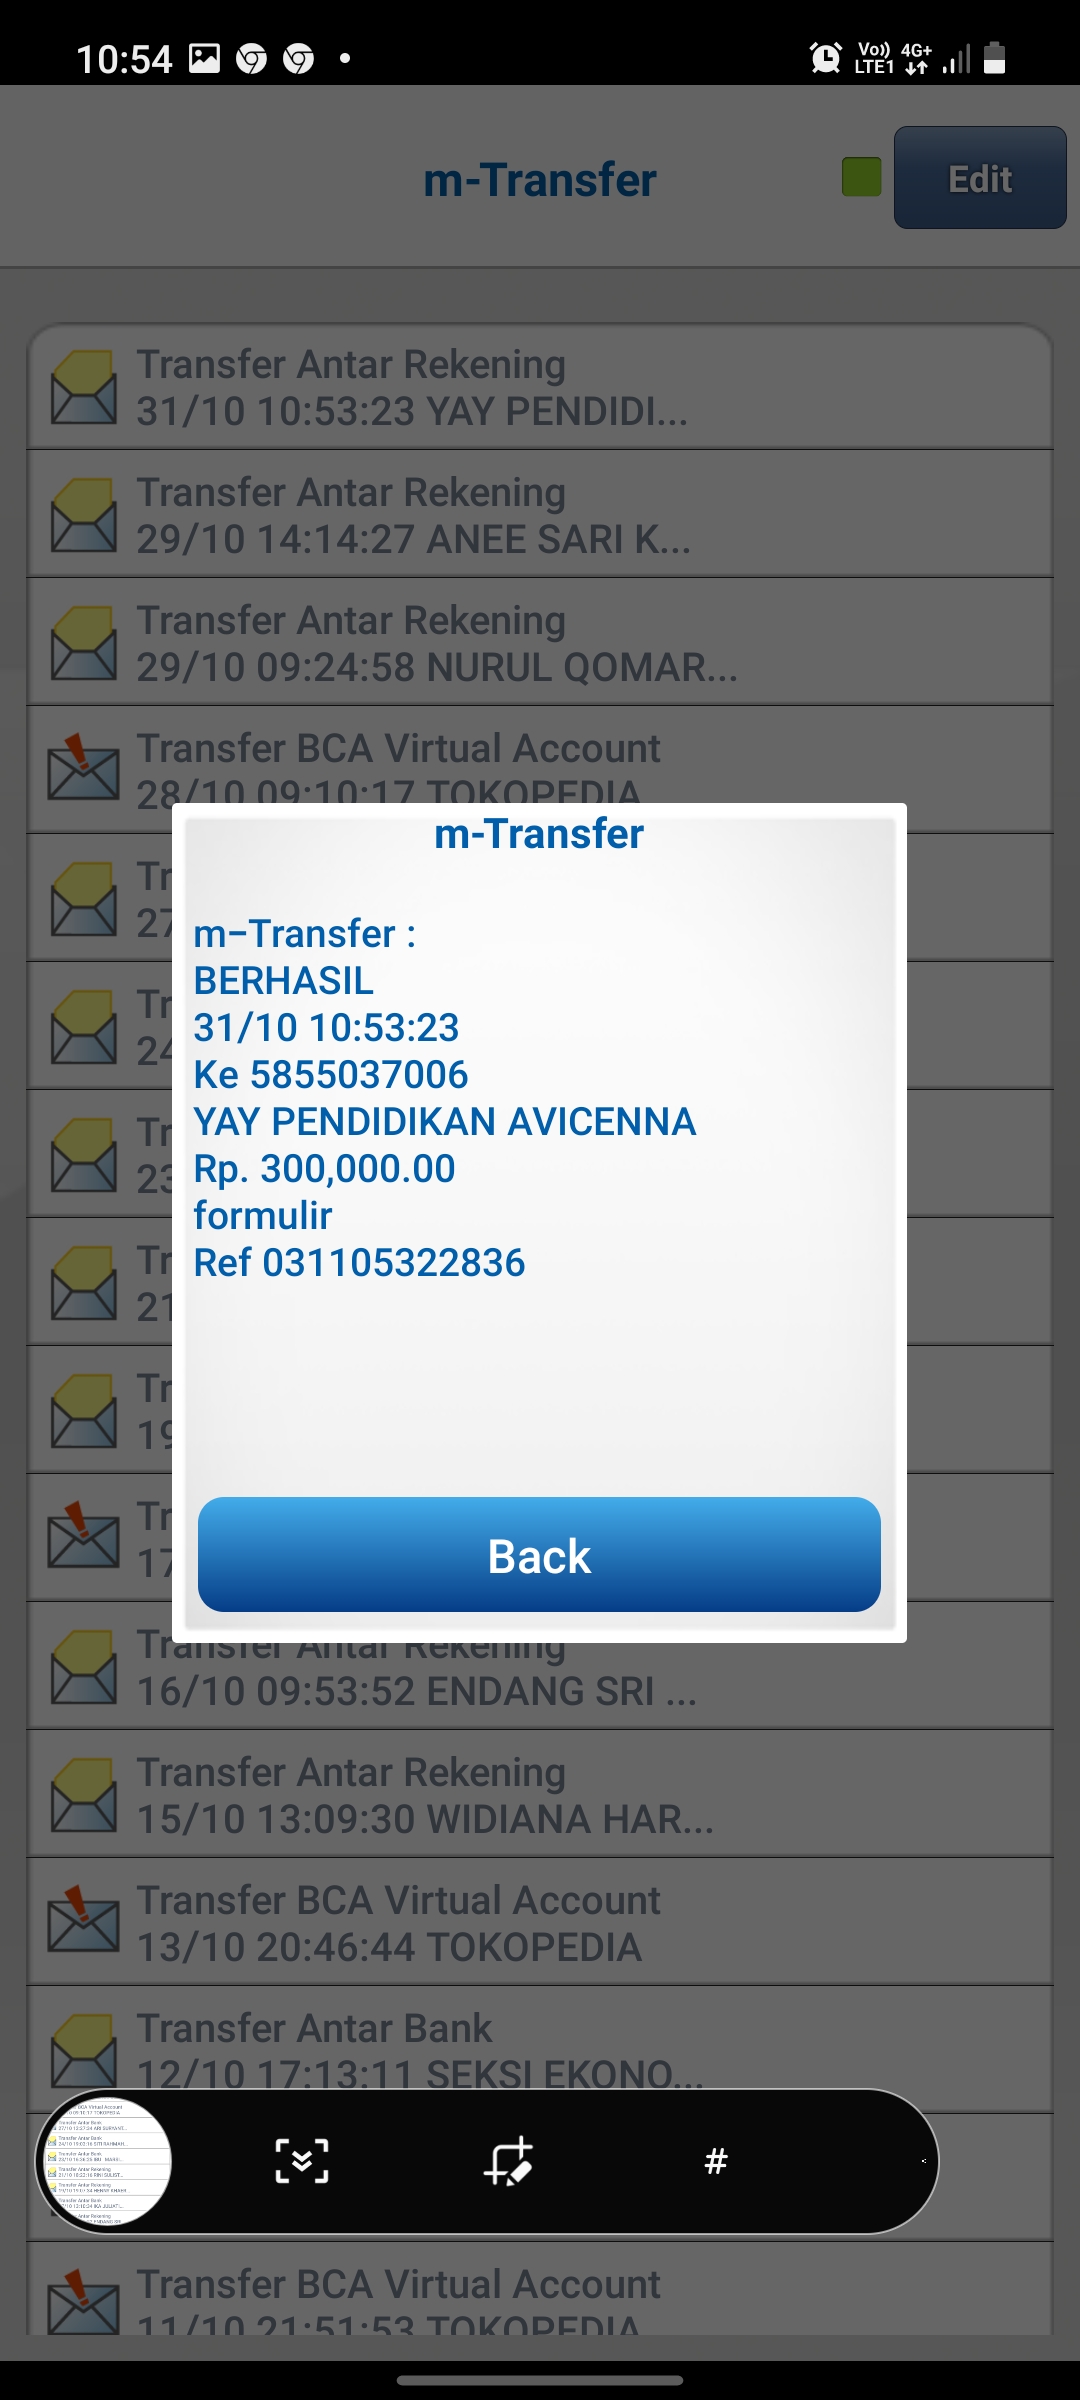 10:54
Vo))
LTE1
4G+
m-Transfer
Edit
Transfer Antar Rekening
31/10 10:53:23 YAY PENDIDI...
Transfer Antar Rekening
29/10 14:14:27 ANEE SARI K...
Transfer Antar Rekening
29/10 09:24:58 NURUL QOMAR...
Transfer BCA Virtual Account
28/10 09:10:17 TOKOPEDIA
m-Transfer
m-Transfer :
BERHASIL
31/10 10:53:23
Ke 5855037006
YAY PENDIDIKAN AVICENNA
Rp. 300,000.00
formulir
Ref 031105322836
Back
Tr
27
Tr
24
Tr
23
Tr
21
Tr
19
Tr
17
Transfer Antar Rekening
16/10 09:53:52 ENDANG SRI ...
Transfer Antar Rekening
15/10 13:09:30 WIDIANA HAR...
Transfer BCA Virtual Account
13/10 20:46:44 TOKOPEDIA
Transfer Antar Bank
12/10 17:13:11 SEKSI EKONO...
#
Transfer BCA Virtual Account
11/10 21:51:53 TOKOPEDIA